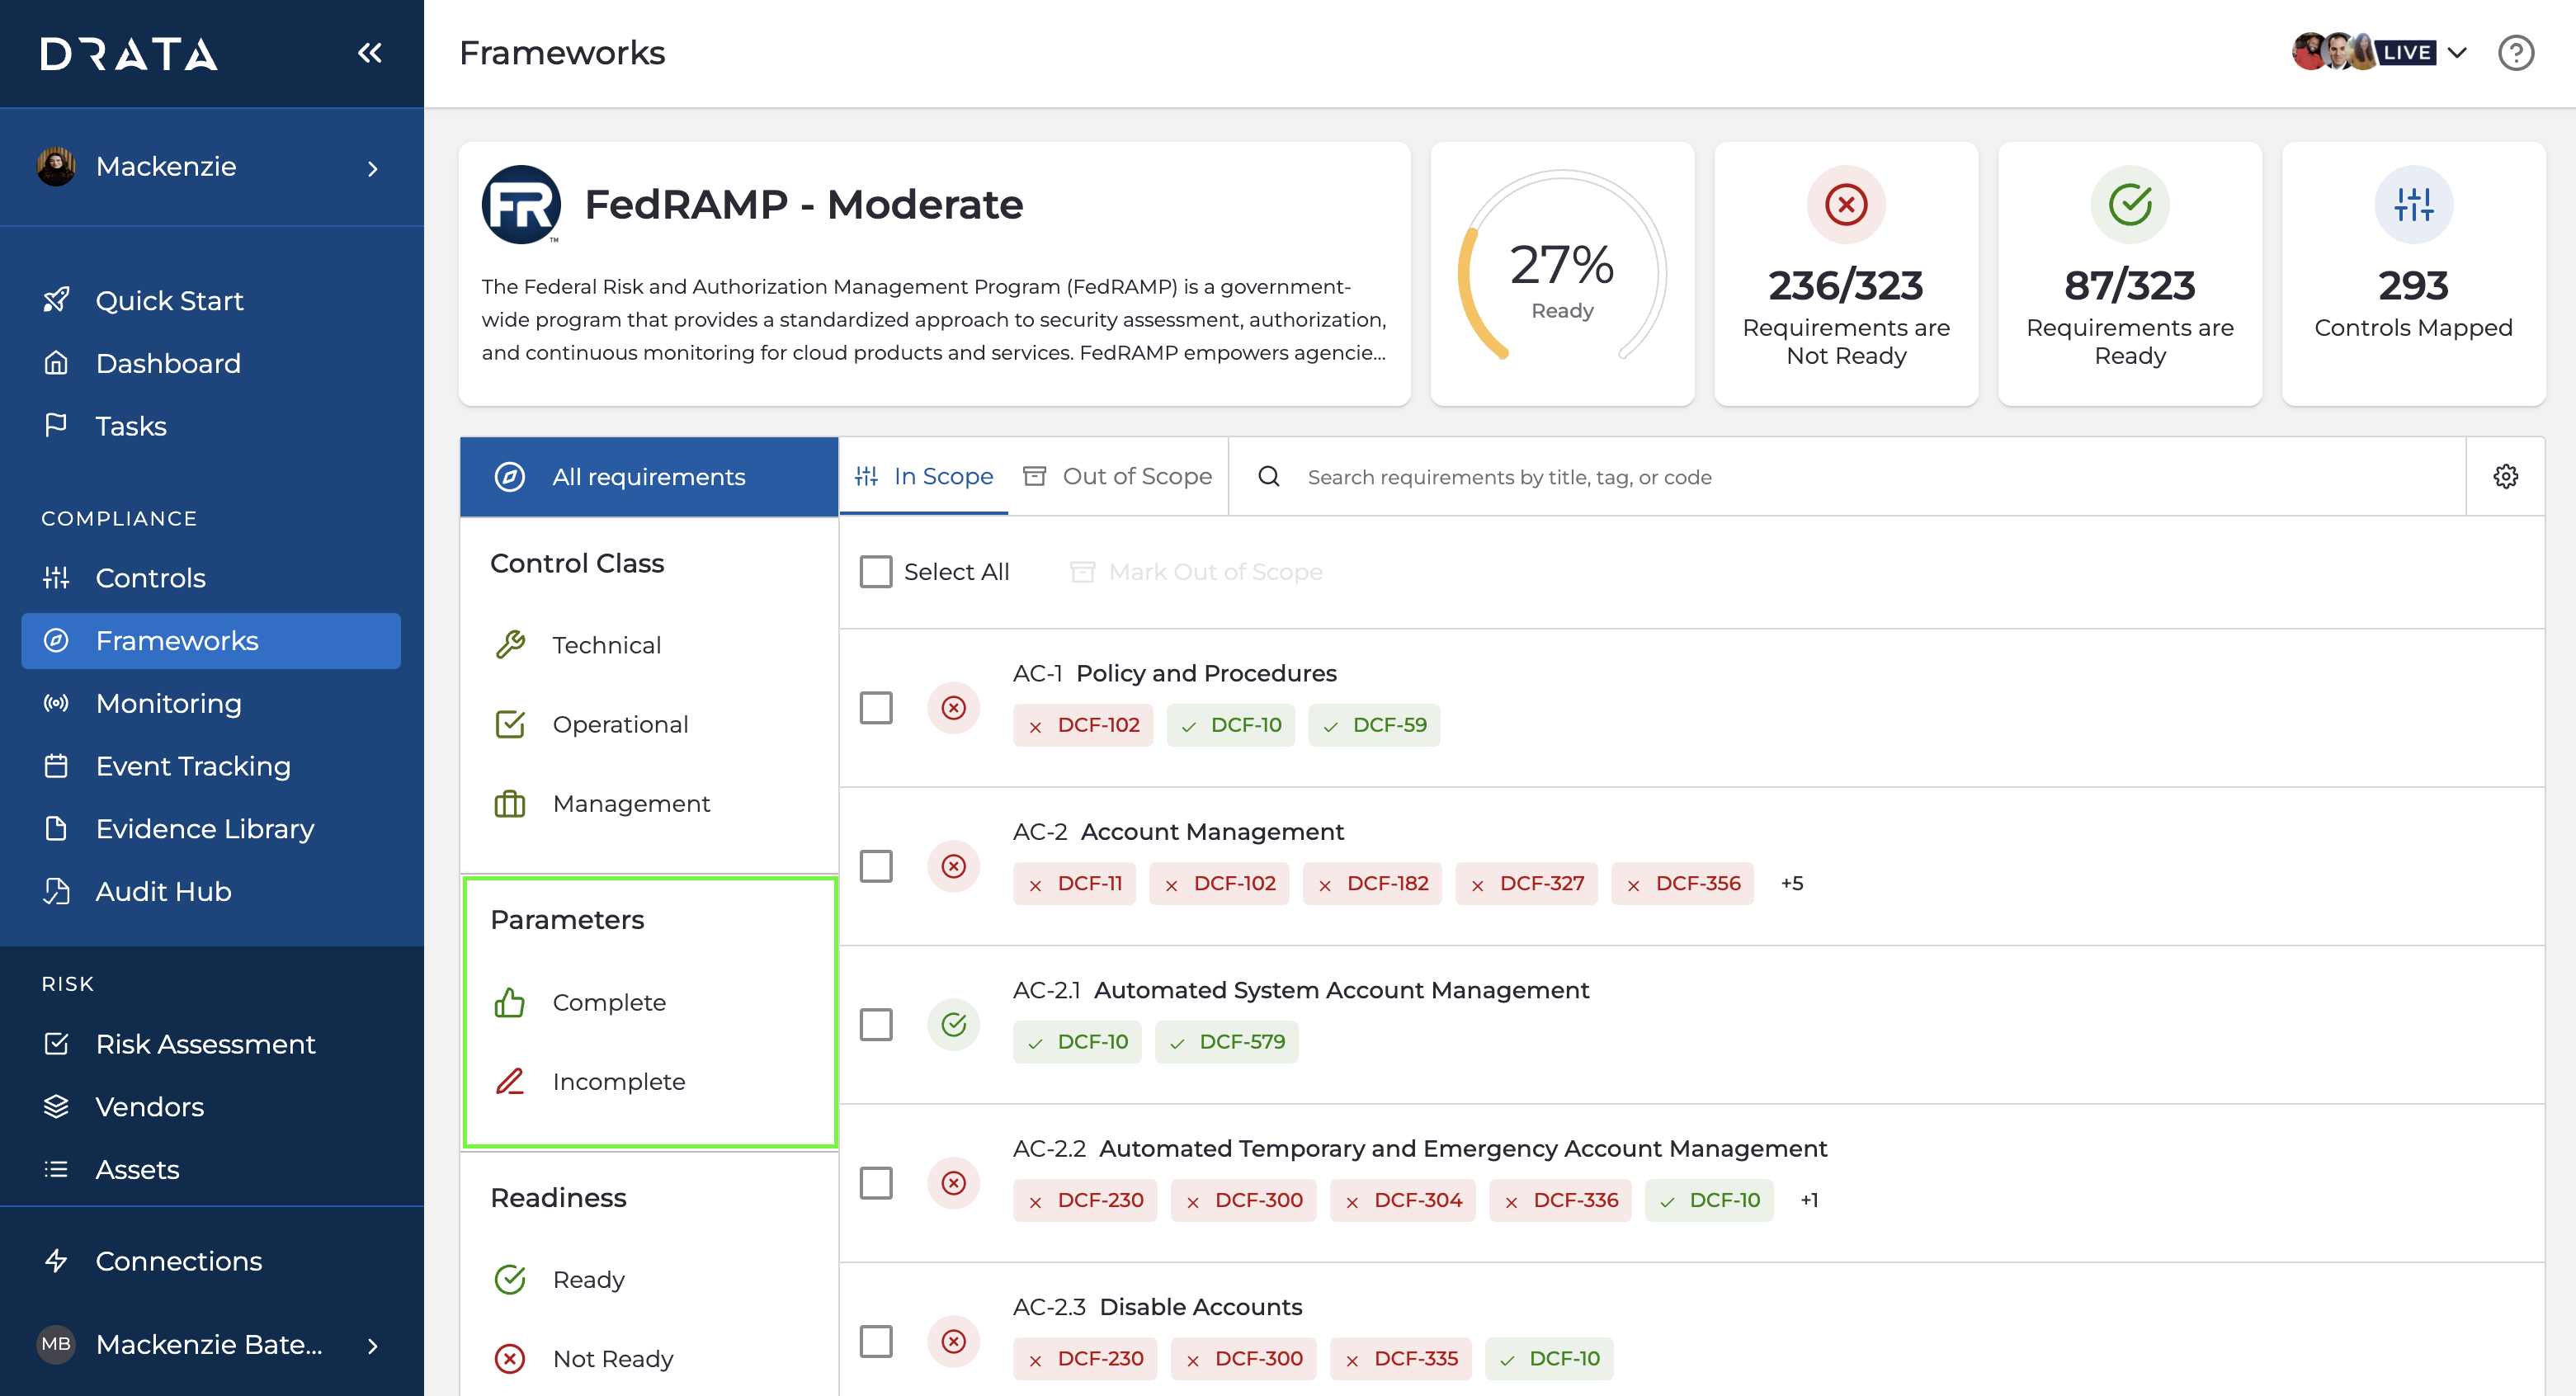 DRATA
Mackenzie
Quick Start
Dashboard
Tasks
COMPLIANCE
Controls
Frameworks
Monitoring
Event Tracking
Evidence Library
Audit Hub
RISK
Risk Assessment
Vendors
Assets
Connections
MB Mackenzie Bate...
Frameworks
LIVE
FR
TM
FedRAMP - Moderate
The Federal Risk and Authorization Management Program (FedRAMP) is a government-
wide program that provides a standardized approach to security assessment, authorization,
and continuous monitoring for cloud products and services. FedRAMP empowers agencie...
27%
Ready
236/323
Requirements are
Not Ready
87/323
Requirements are
Ready
293
Controls Mapped
All requirements
Control Class
Technical
Operational
Management
Parameters
Complete
Incomplete
Readiness
Ready
Not Ready
In Scope
Out of Scope
Search requirements by title, tag, or code
Select All
Mark Out of Scope
AC-1 Policy and Procedures
DCF-102 DCF-10 DCF-59
AC-2 Account Management
DCF-11 DCF-102 DCF-182 DCF-327 DCF-356 +5
AC-2.1 Automated System Account Management
DCF-10 DCF-579
AC-2.2 Automated Temporary and Emergency Account Management
DCF-230 DCF-300 DCF-304 DCF-336 DCF-10 +1
AC-2.3 Disable Accounts
DCF-230 DCF-300 DCF-335 DCF-10